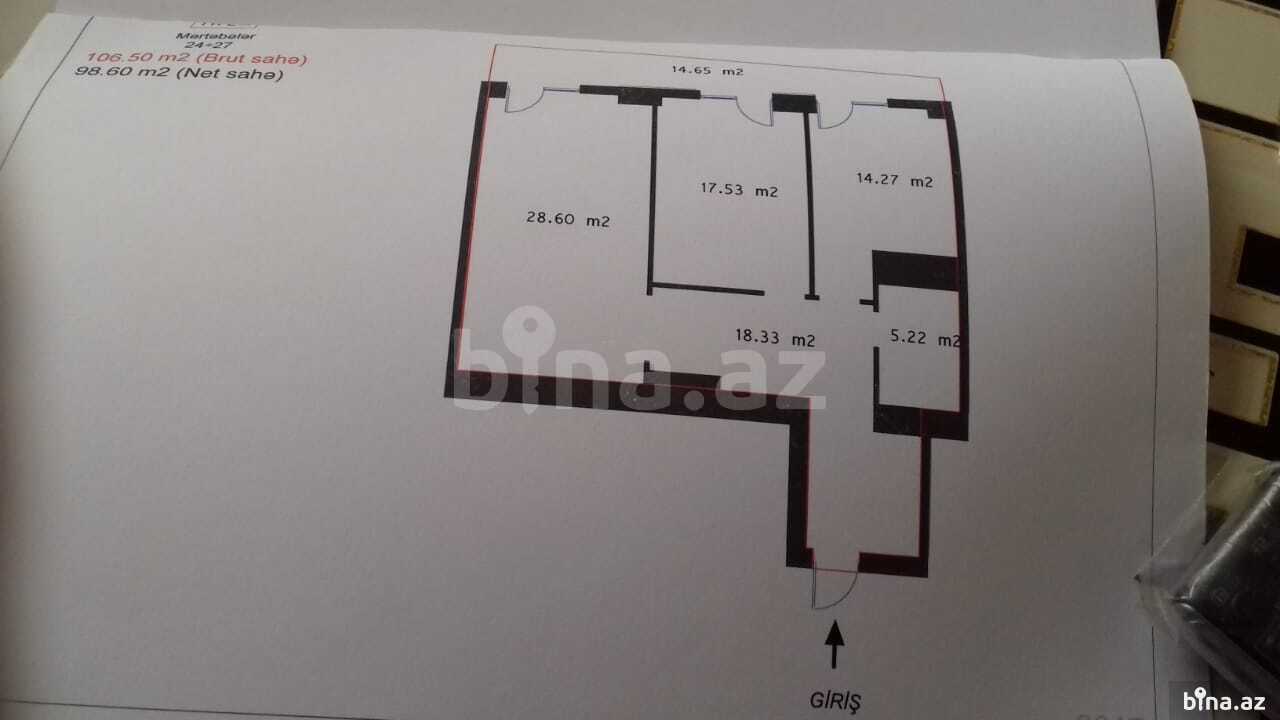 Mərtəbələr
24÷27
106.50 m2 (Brut sahə)
98.60 m2 (Net sahə)
14.65 m2
28.60 m2
17.53 m2
14.27 m2
18.33 m2
5.22 m2
bina.az
GİRİŞ
bina.az